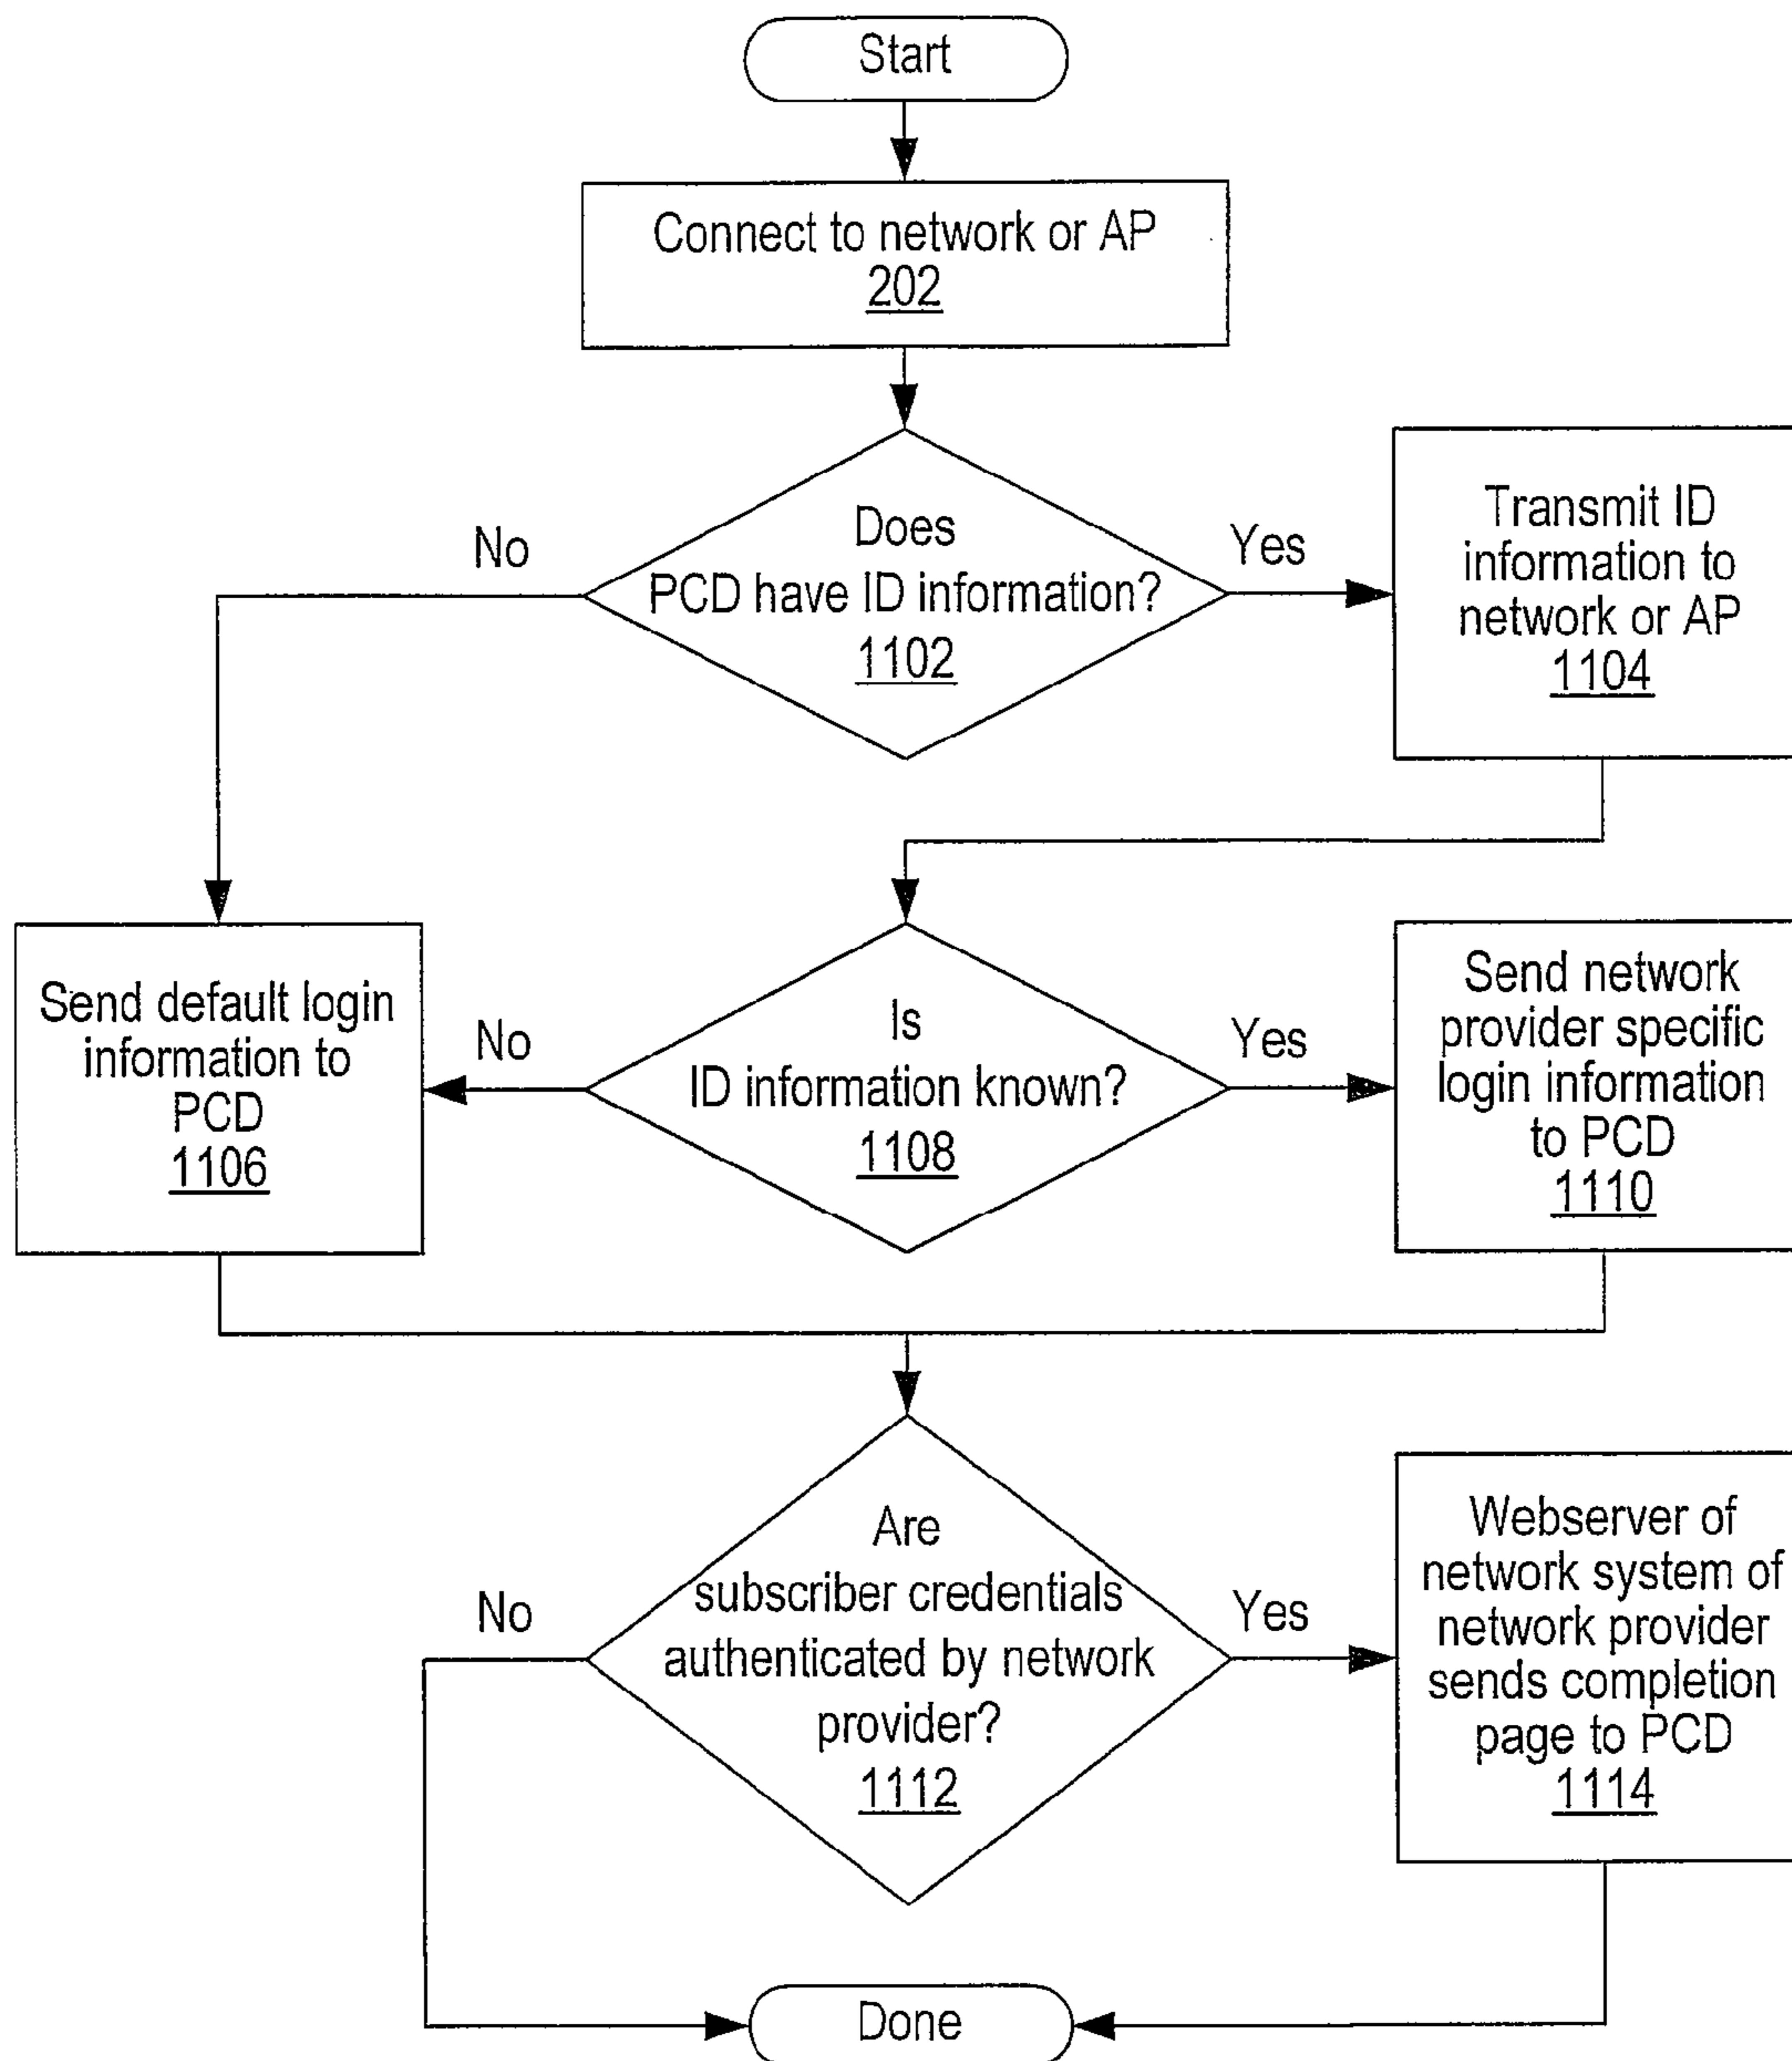 Start
Connect to network or AP
202
Does
PCD have ID information?
1102
No
Yes
Transmit ID
information to
network or AP
1104
Send default login
information to
PCD
1106
No
Is
ID information known?
1108
Yes
Send network
provider specific
login information
to PCD
1110
Are
subscriber credentials
authenticated by network
provider?
1112
No
Yes
Webserver of
network system of
network provider
sends completion
page to PCD
1114
Done